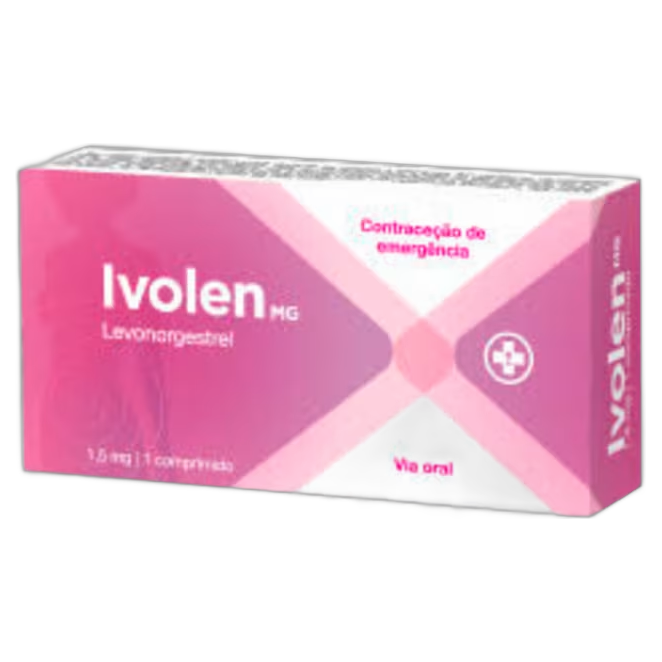 Contraceção de
emergência
Ivolen MG
Levonorgestrel
1,5 mg | 1 comprimido
Via oral
Ivolen MG